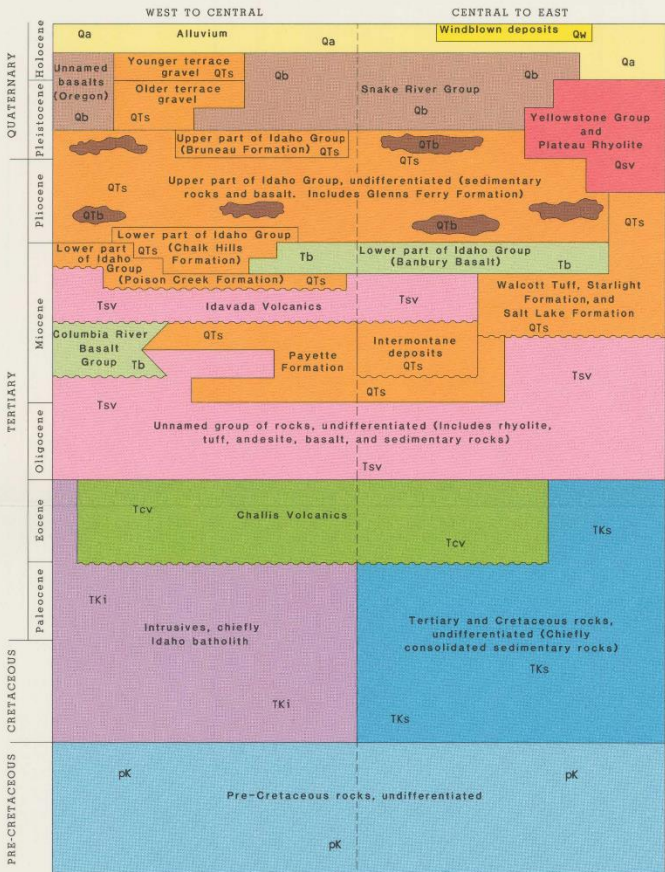 WEST TO CENTRAL
CENTRAL TO EAST
QUATERNARY
Holocene
Pleistocene
TERTIARY
Pliocene
Miocene
Oligocene
Eocene
Paleocene
CRETACEOUS
PRE-CRETACEOUS
Qa
Alluvium
Qa
Windblown deposits
Qw
Qa
Unnamed
basalts
(Oregon)
Qb
Younger terrace
gravel QTs
Older terrace
gravel
QTs
Qb
Qb
Snake River Group
Qb
Yellowstone Group
and
Plateau Rhyolite
Qsv
Upper part of Idaho Group
(Bruneau Formation) QTs
QTb
QTs
QTs
Upper part of Idaho Group, undifferentiated (sedimentary
rocks and basalt. Includes Glenns Ferry Formation)
QTb
QTb
QTs
Lower part of Idaho Group
QTs (Chalk Hills
Formation)
Lower part
of Idaho
Group
(Poison Creek Formation) QTs
Tb
Lower part of Idaho Group
(Banbury Basalt) Tb
Tsv
Idavada Volcanics
Tsv
Walcott Tuff, Starlight
Formation, and
Salt Lake Formation
QTs
Columbia River
Basalt
Group
Tb
QTs
Payette
Formation
Intermontane
deposits
QTs
QTs
Tsv
Tsv
Unnamed group of rocks, undifferentiated (Includes rhyolite,
tuff, andesite, basalt, and sedimentary rocks)
Tsv
Tcv
Challis Volcanics
Tcv
TKs
TKi
Intrusives, chiefly
Idaho batholith
TKi
Tertiary and Cretaceous rocks,
undifferentiated (Chiefly
consolidated sedimentary rocks)
TKs
TKs
pK
pK
Pre-Cretaceous rocks, undifferentiated
pK